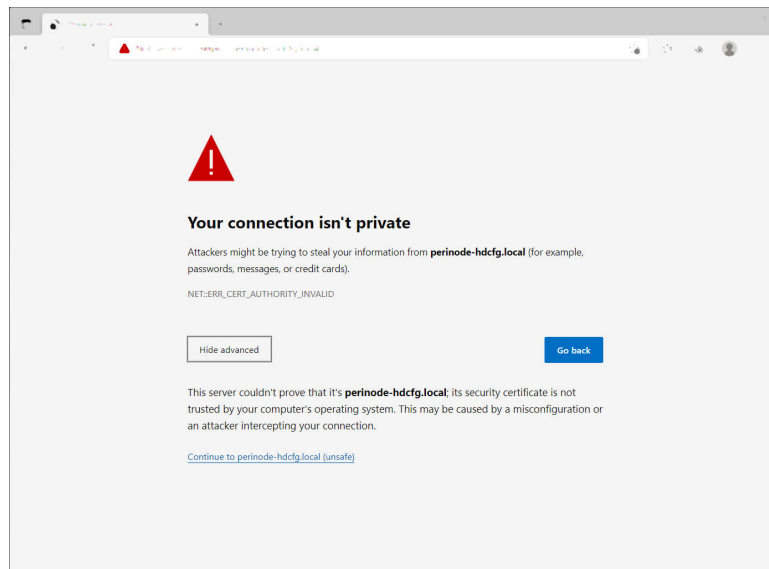 Your connection isn't private
Attackers might be trying to steal your information from perinode-hdcfg.local (for example,
passwords, messages, or credit cards).
NET::ERR_CERT_AUTHORITY_INVALID
Hide advanced
Go back
This server couldn't prove that it's perinode-hdcfg.local; its security certificate is not
trusted by your computer's operating system. This may be caused by a misconfiguration or
an attacker intercepting your connection.
Continue to perinode-hdcfg.local (unsafe)